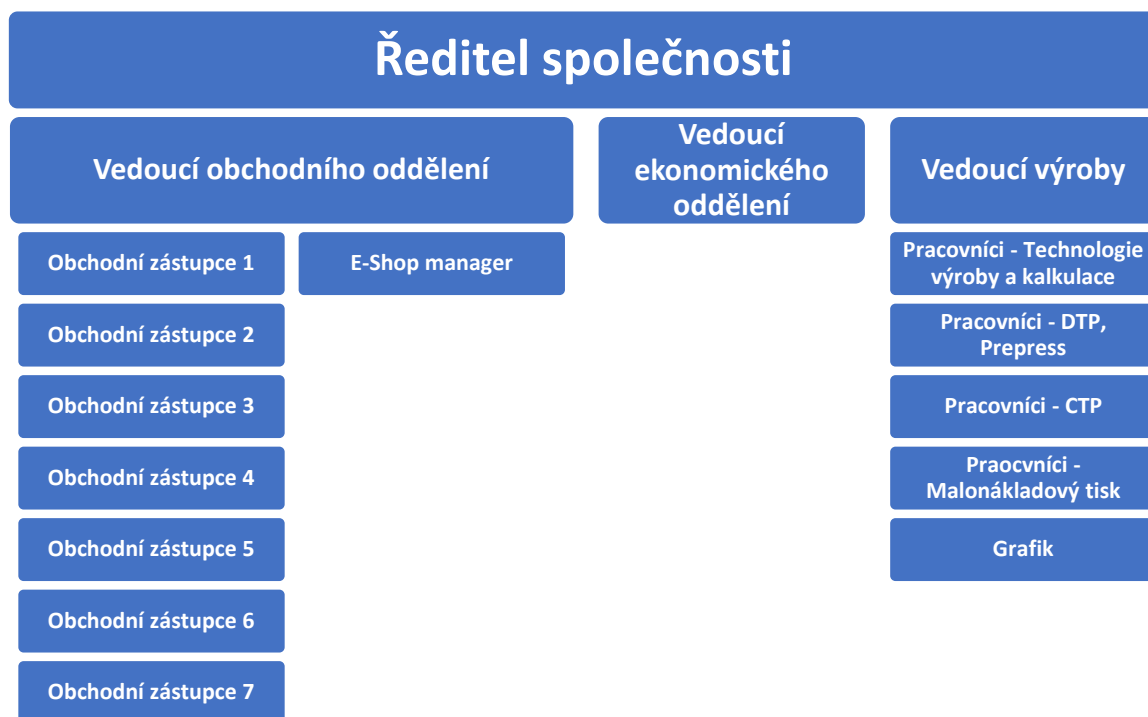 Ředitel společnosti
Vedoucí obchodního oddělení
Vedoucí
ekonomického
oddělení
Vedoucí výroby
Obchodní zástupce 1
E-Shop manager
Pracovníci - Technologie
výroby a kalkulace
Obchodní zástupce 2
Pracovníci - DTP,
Prepress
Obchodní zástupce 3
Pracovníci - CTP
Obchodní zástupce 4
Praocvníci -
Malonákladový tisk
Obchodní zástupce 5
Grafik
Obchodní zástupce 6
Obchodní zástupce 7